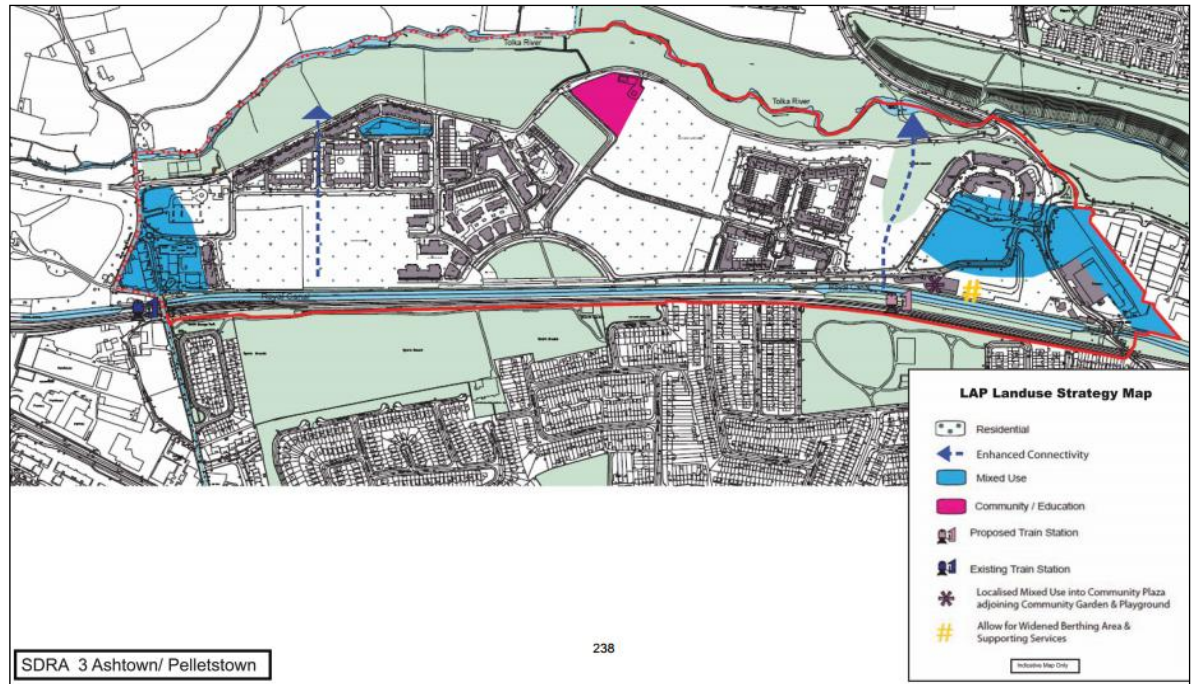 Tolka River
Tolka River
LAP Landuse Strategy Map
Residential
Enhanced Connectivity
Mixed Use
Community / Education
Proposed Train Station
Existing Train Station
Localised Mixed Use into Community Plaza
adjoining Community Garden & Playground
#
Allow for Widened Berthing Area &
Supporting Services
Indicative Map Only
238
SDRA 3 Ashtown/ Pelletstown